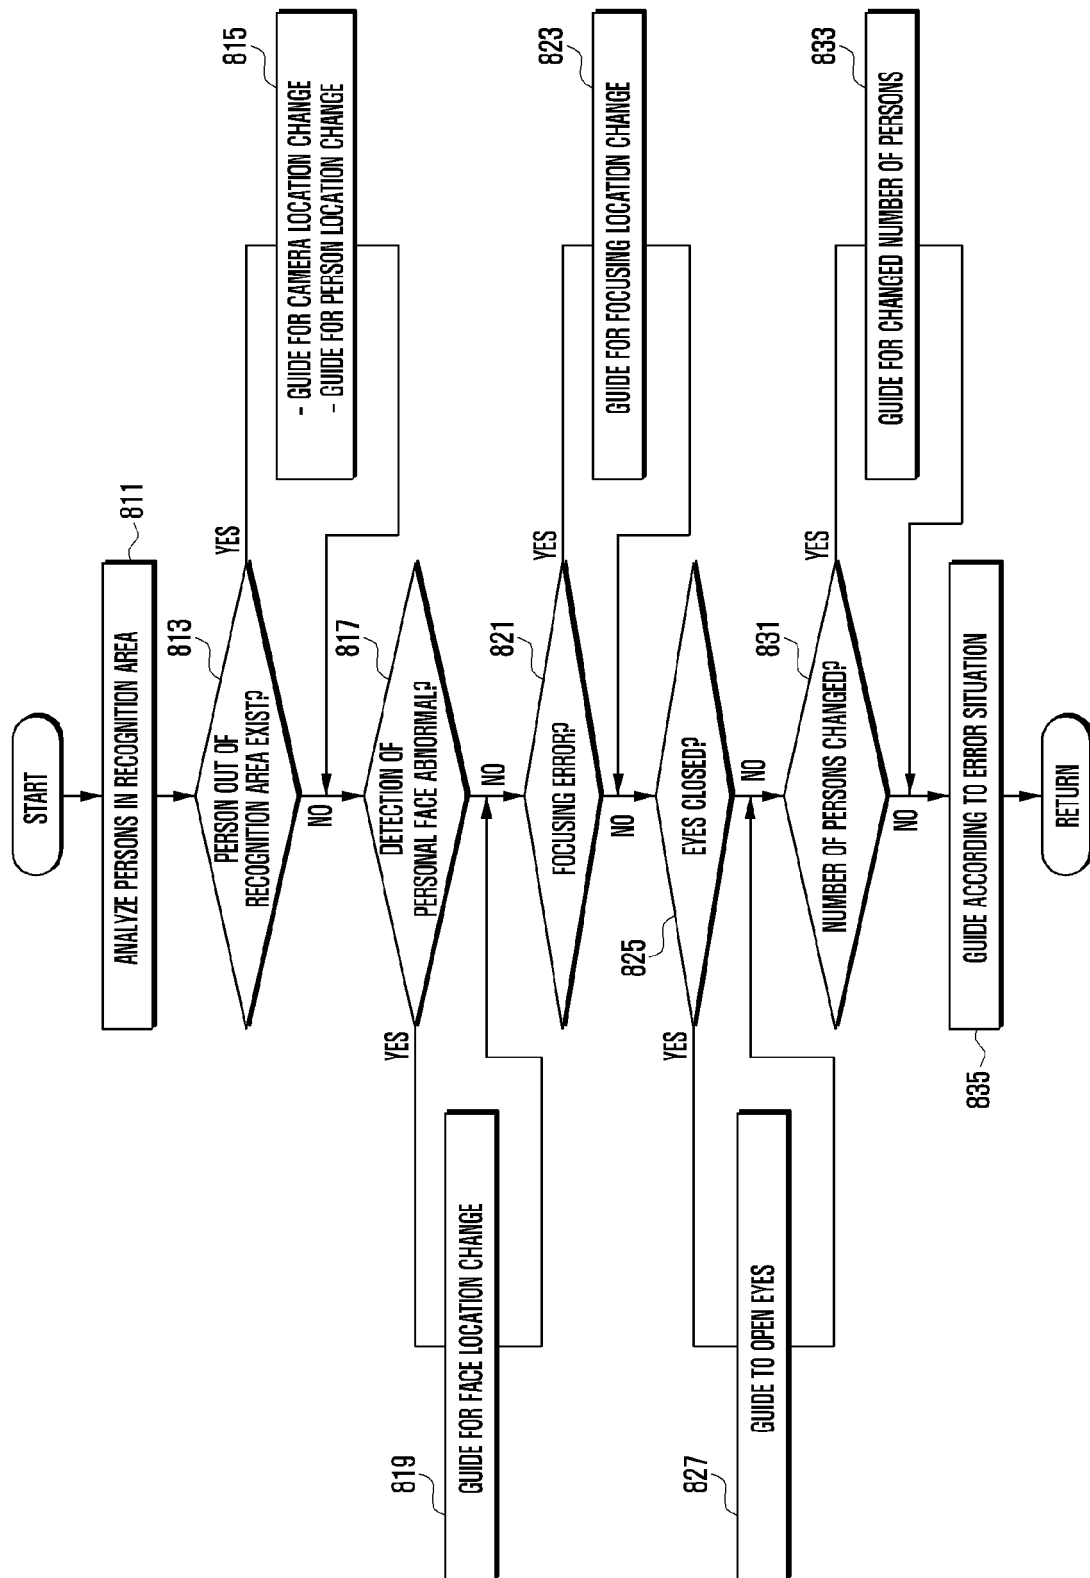 START
811
ANALYZE PERSONS IN RECOGNITION AREA
813
PERSON OUT OF
RECOGNITION AREA EXIST?
YES
NO
815
- GUIDE FOR CAMERA LOCATION CHANGE
- GUIDE FOR PERSON LOCATION CHANGE
817
DETECTION OF
PERSONAL FACE ABNORMAL?
YES
NO
819
GUIDE FOR FACE LOCATION CHANGE
821
FOCUSING ERROR?
YES
NO
823
GUIDE FOR FOCUSING LOCATION CHANGE
825
EYES CLOSED?
YES
NO
827
GUIDE TO OPEN EYES
831
NUMBER OF PERSONS CHANGED?
YES
NO
833
GUIDE FOR CHANGED NUMBER OF PERSONS
835
GUIDE ACCORDING TO ERROR SITUATION
RETURN